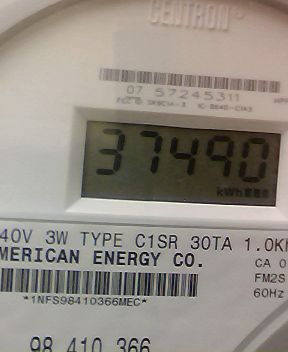 CENTRON®
07 57245311
37490
kWh
40V 3W TYPE C1SR 30TA 1.0K
MERICAN ENERGY CO.
CA 0
FM2S
60Hz
*1NFS98410366MEC*
98 410 366